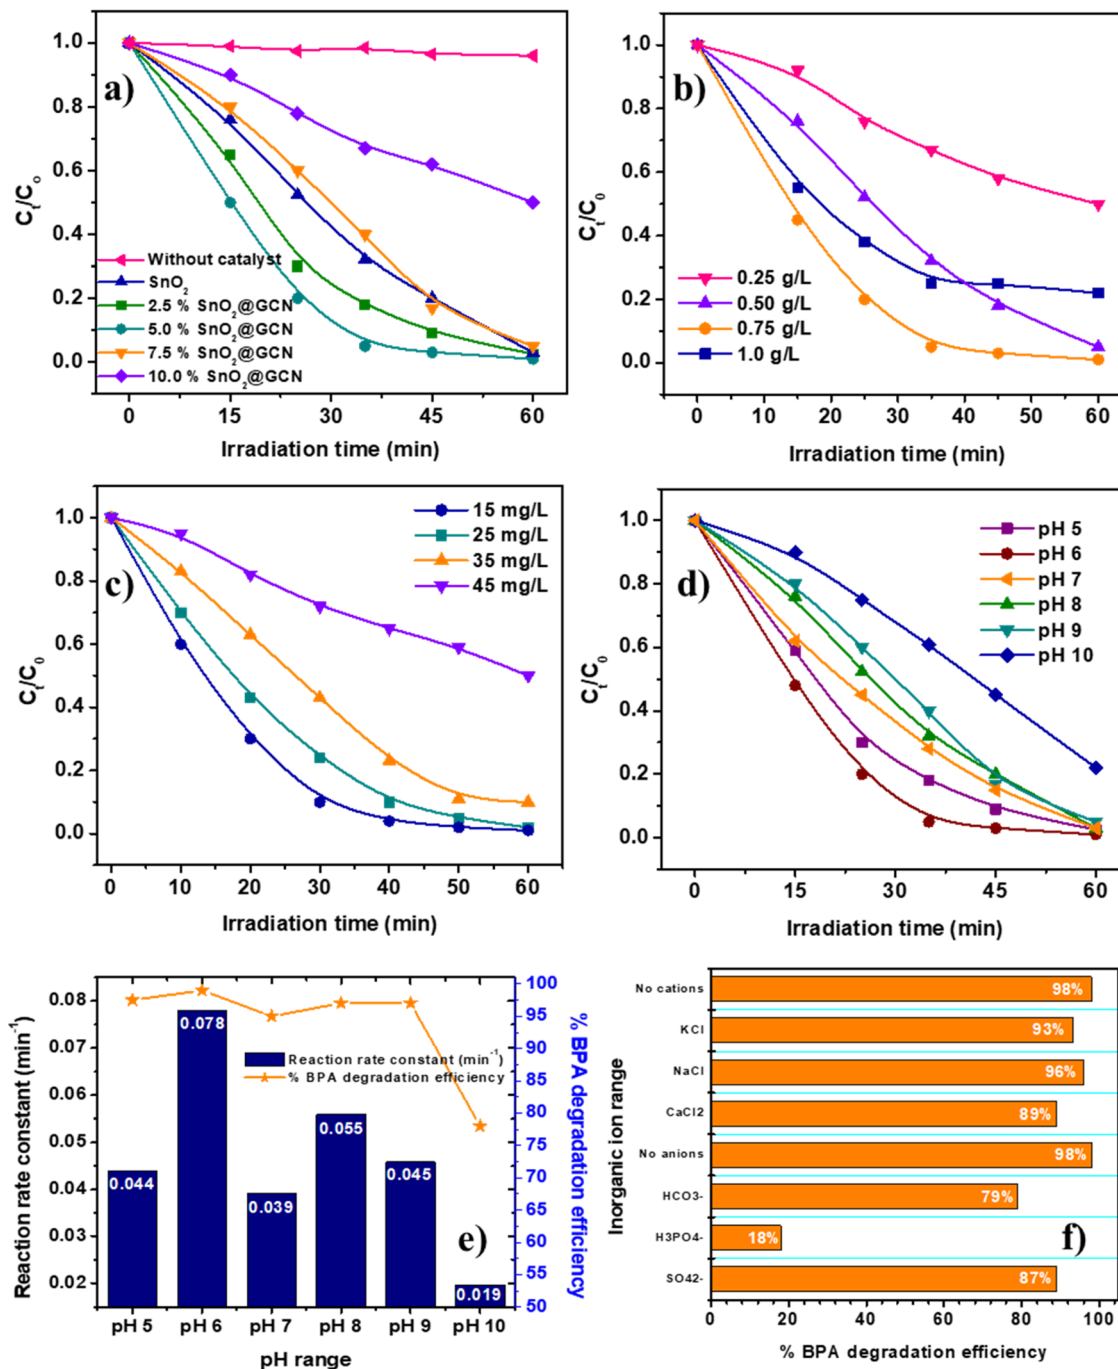 a)
1.0
0.8
0.6
0.4
0.2
0.0
Ct/Co
Without catalyst
SnO2
2.5 % SnO2@GCN
5.0 % SnO2@GCN
7.5 % SnO2@GCN
10.0 % SnO2@GCN
0 15 30 45 60
Irradiation time (min)
b)
1.0
0.8
0.6
0.4
0.2
0.0
Ct/C0
0.25 g/L
0.50 g/L
0.75 g/L
1.0 g/L
0 10 20 30 40 50 60
Irradiation time (min)
c)
1.0
0.8
0.6
0.4
0.2
0.0
Ct/C0
15 mg/L
25 mg/L
35 mg/L
45 mg/L
0 10 20 30 40 50 60
Irradiation time (min)
d)
1.0
0.8
0.6
0.4
0.2
0.0
Ct/C0
pH 5
pH 6
pH 7
pH 8
pH 9
pH 10
0 15 30 45 60
Irradiation time (min)
e)
0.08
0.07
0.06
0.05
0.04
0.03
0.02
Reaction rate constant (min-1)
Reaction rate constant (min-1)
% BPA degradation efficiency
0.044
0.078
0.039
0.055
0.045
0.019
100
95
90
85
80
75
70
65
60
55
50
% BPA degradation efficiency
pH 5 pH 6 pH 7 pH 8 pH 9 pH 10
pH range
f)
Inorganic ion range
No cations 98%
KCl 93%
NaCl 96%
CaCl2 89%
No anions 98%
HCO3- 79%
H3PO4- 18%
SO42- 87%
0 20 40 60 80 100
% BPA degradation efficiency